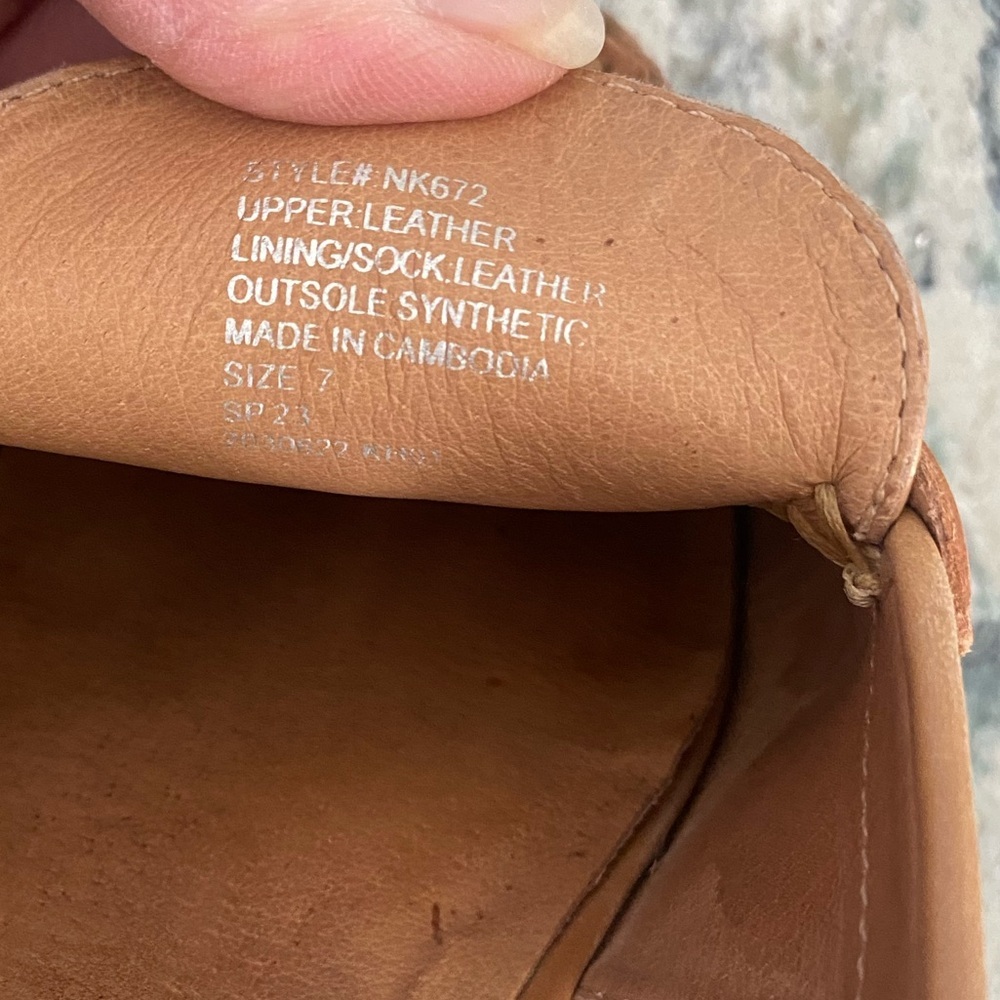 STYLE# NK672
UPPER:LEATHER
LINING/SOCK:LEATHER
OUTSOLE SYNTHETIC
MADE IN CAMBODIA
SIZE 7
SP 23